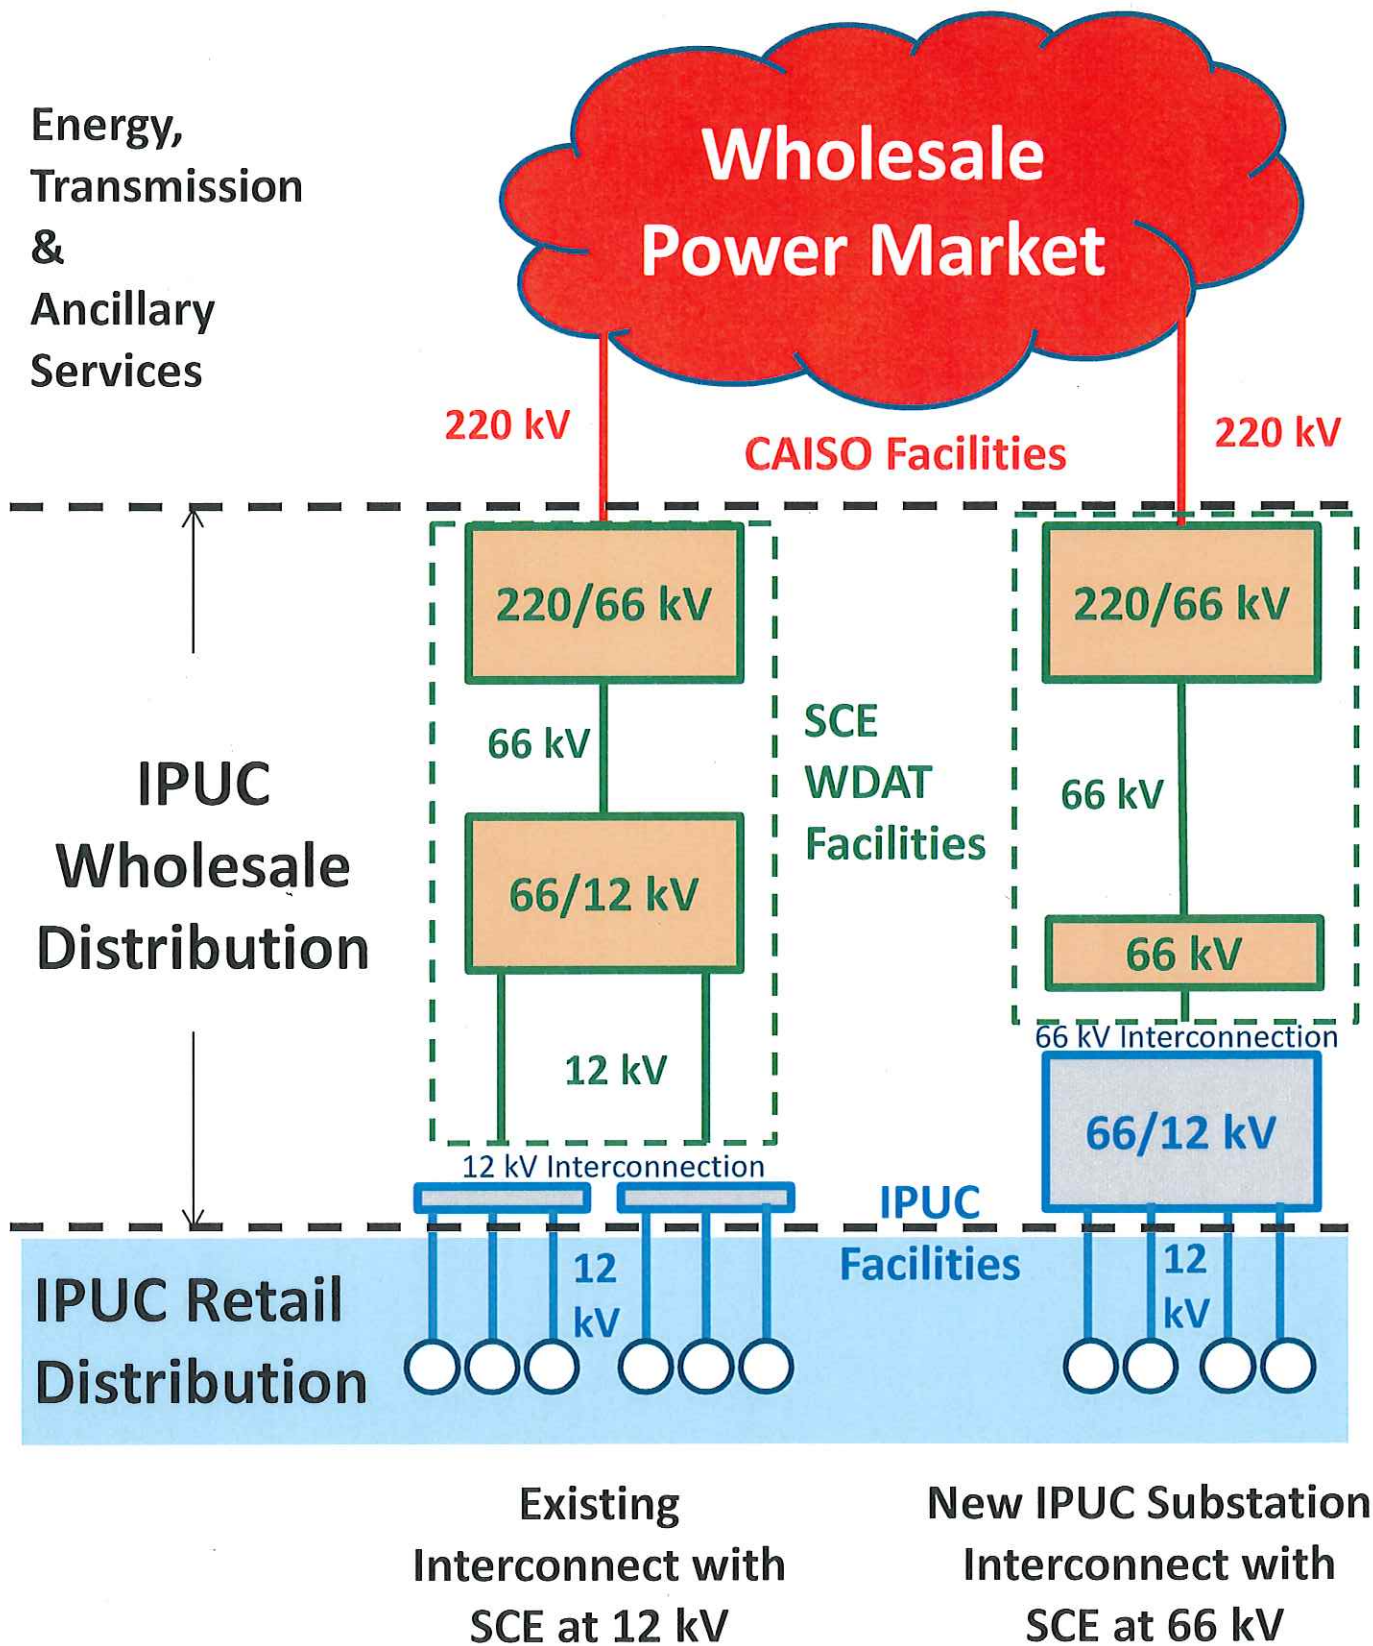 Energy,
Transmission
&
Ancillary
Services
Wholesale
Power Market
220 kV
CAISO Facilities
220 kV
IPUC
Wholesale
Distribution
220/66 kV
66 kV
66/12 kV
12 kV
12 kV Interconnection
SCE
WDAT
Facilities
220/66 kV
66 kV
66 kV
66 kV Interconnection
66/12 kV
IPUC
Facilities
IPUC Retail
Distribution
12
kV
12
kV
Existing
Interconnect with
SCE at 12 kV
New IPUC Substation
Interconnect with
SCE at 66 kV